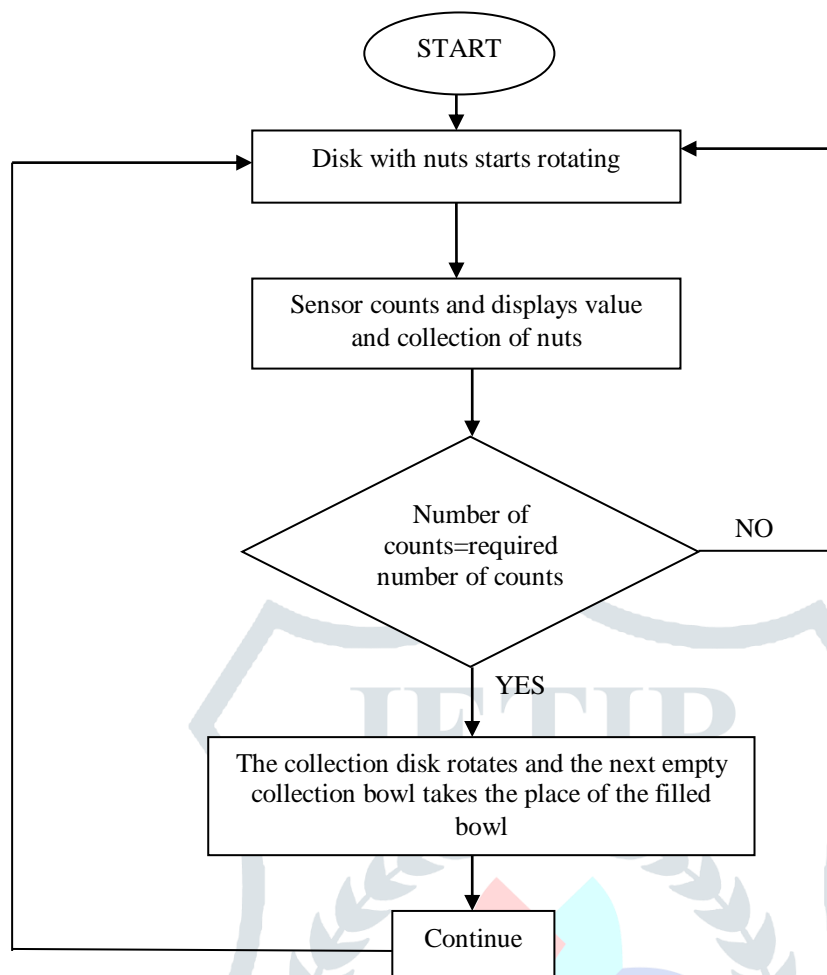 START
Disk with nuts starts rotating
Sensor counts and displays value
and collection of nuts
Number of
counts=required
number of counts
NO
YES
JETIR
The collection disk rotates and the next empty
collection bowl takes the place of the filled
bowl
Continue